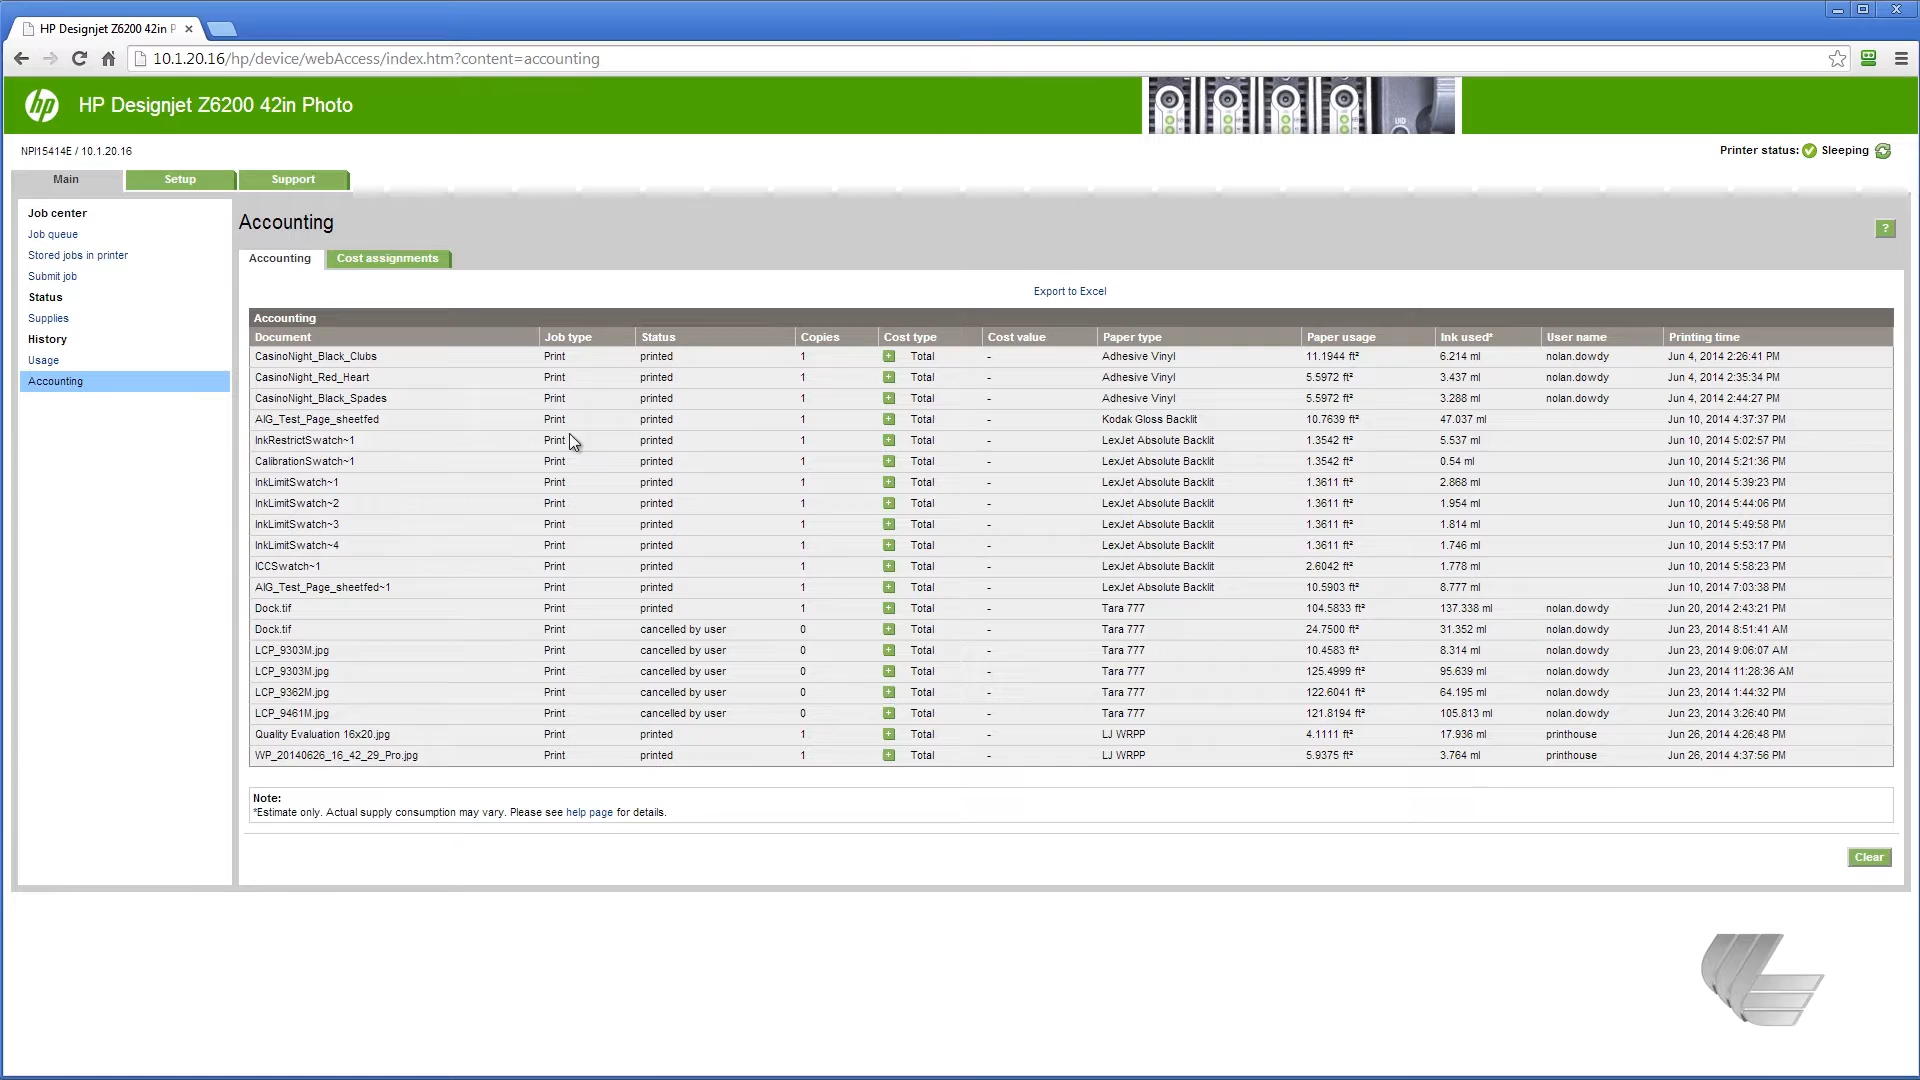 HP Designjet Z6200 42in P
10.1.20.16/hp/device/webAccess/index.htm?content=accounting
hp HP Designjet Z6200 42in Photo
UID
NPI15414E / 10.1.20.16
Printer status: Sleeping
Main Setup Support
Job center
Job queue
Stored jobs in printer
Submit job
Status
Supplies
History
Usage
Accounting
Accounting
?
Accounting Cost assignments
Export to Excel
Accounting
Document Job type Status Copies Cost type Cost value Paper type Paper usage Ink used* User name Printing time
CasinoNight_Black_Clubs Print printed 1 + Total - Adhesive Vinyl 11.1944 ft² 6.214 ml nolan.dowdy Jun 4, 2014 2:26:41 PM
CasinoNight_Red_Heart Print printed 1 + Total - Adhesive Vinyl 5.5972 ft² 3.437 ml nolan.dowdy Jun 4, 2014 2:35:34 PM
CasinoNight_Black_Spades Print printed 1 + Total - Adhesive Vinyl 5.5972 ft² 3.288 ml nolan.dowdy Jun 4, 2014 2:44:27 PM
AIG_Test_Page_sheetfed Print printed 1 + Total - Kodak Gloss Backlit 10.7639 ft² 47.037 ml Jun 10, 2014 4:37:37 PM
InkRestrictSwatch~1 Print printed 1 + Total - LexJet Absolute Backlit 1.3542 ft² 5.537 ml Jun 10, 2014 5:02:57 PM
CalibrationSwatch~1 Print printed 1 + Total - LexJet Absolute Backlit 1.3542 ft² 0.54 ml Jun 10, 2014 5:21:36 PM
InkLimitSwatch~1 Print printed 1 + Total - LexJet Absolute Backlit 1.3611 ft² 2.868 ml Jun 10, 2014 5:39:23 PM
InkLimitSwatch~2 Print printed 1 + Total - LexJet Absolute Backlit 1.3611 ft² 1.954 ml Jun 10, 2014 5:44:06 PM
InkLimitSwatch~3 Print printed 1 + Total - LexJet Absolute Backlit 1.3611 ft² 1.814 ml Jun 10, 2014 5:49:58 PM
InkLimitSwatch~4 Print printed 1 + Total - LexJet Absolute Backlit 1.3611 ft² 1.746 ml Jun 10, 2014 5:53:17 PM
ICCSwatch~1 Print printed 1 + Total - LexJet Absolute Backlit 2.6042 ft² 1.778 ml Jun 10, 2014 5:58:23 PM
AIG_Test_Page_sheetfed~1 Print printed 1 + Total - LexJet Absolute Backlit 10.5903 ft² 8.777 ml Jun 10, 2014 7:03:38 PM
Dock.tif Print printed 1 + Total - Tara 777 104.5833 ft² 137.338 ml nolan.dowdy Jun 20, 2014 2:43:21 PM
Dock.tif Print cancelled by user 0 + Total - Tara 777 24.7500 ft² 31.352 ml nolan.dowdy Jun 23, 2014 8:51:41 AM
LCP_9303M.jpg Print cancelled by user 0 + Total - Tara 777 10.4583 ft² 8.314 ml nolan.dowdy Jun 23, 2014 9:06:07 AM
LCP_9303M.jpg Print cancelled by user 0 + Total - Tara 777 125.4999 ft² 95.639 ml nolan.dowdy Jun 23, 2014 11:28:36 AM
LCP_9362M.jpg Print cancelled by user 0 + Total - Tara 777 122.6041 ft² 64.195 ml nolan.dowdy Jun 23, 2014 1:44:32 PM
LCP_9461M.jpg Print cancelled by user 0 + Total - Tara 777 121.8194 ft² 105.813 ml nolan.dowdy Jun 23, 2014 3:26:40 PM
Quality Evaluation 16x20.jpg Print printed 1 + Total - LJ WRPP 4.1111 ft² 17.936 ml printhouse Jun 26, 2014 4:26:48 PM
WP_20140626_16_42_29_Pro.jpg Print printed 1 + Total - LJ WRPP 5.9375 ft² 3.764 ml printhouse Jun 26, 2014 4:37:56 PM
Note:
*Estimate only. Actual supply consumption may vary. Please see help page for details.
Clear